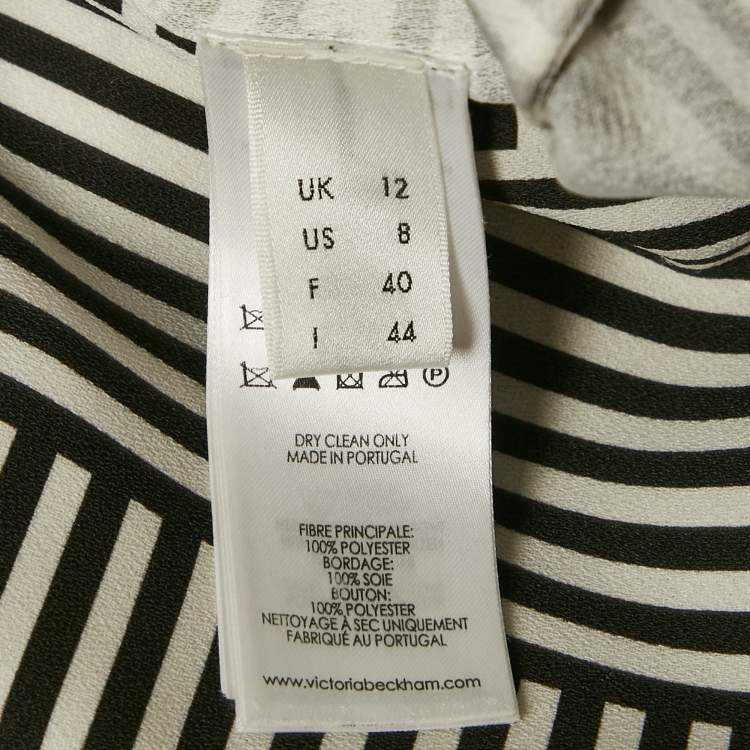 UK 12
US 8
F 40
I 44
P
DRY CLEAN ONLY
MADE IN PORTUGAL
FIBRE PRINCIPALE:
100% POLYESTER
BORDAGE:
100% SOIE
BOUTON:
100% POLYESTER
NETTOYAGE À SEC UNIQUEMENT
FABRIQUÉ AU PORTUGAL
www.victoriabeckham.com